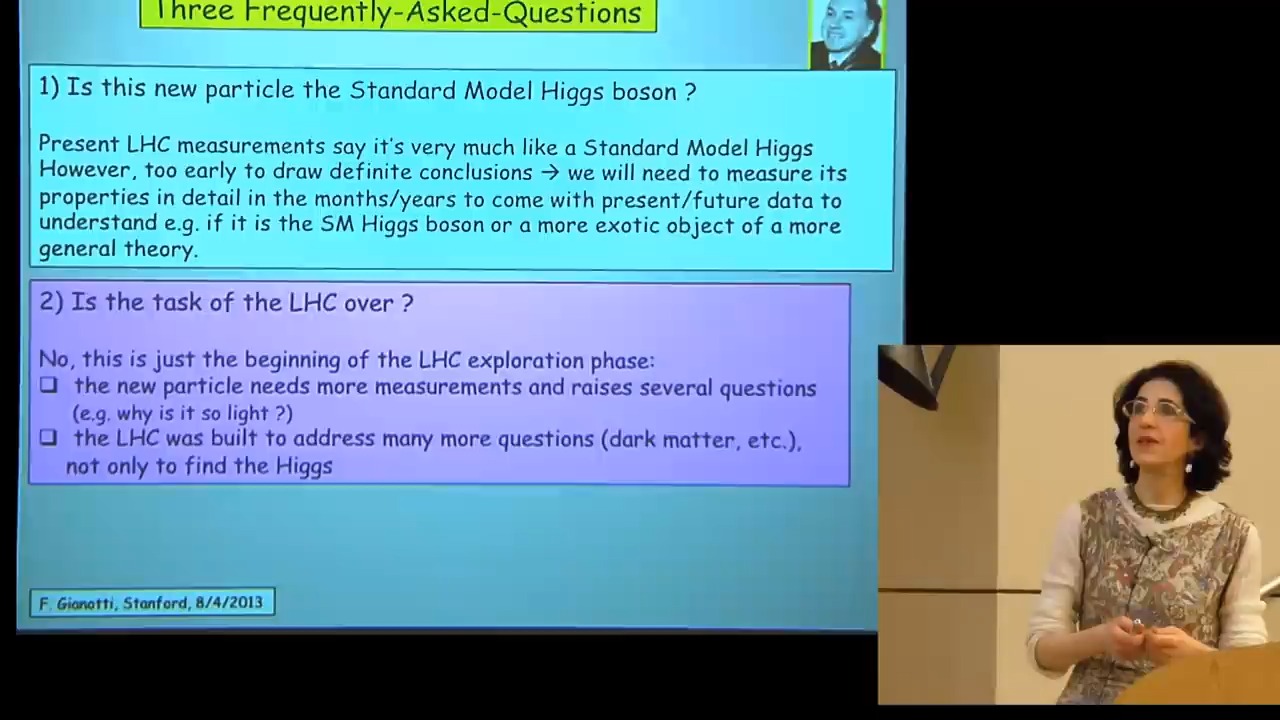 Three Frequently-Asked-Questions
1) Is this new particle the Standard Model Higgs boson ?
Present LHC measurements say it's very much like a Standard Model Higgs
However, too early to draw definite conclusions → we will need to measure its
properties in detail in the months/years to come with present/future data to
understand e.g. if it is the SM Higgs boson or a more exotic object of a more
general theory.
2) Is the task of the LHC over ?
No, this is just the beginning of the LHC exploration phase:
❑ the new particle needs more measurements and raises several questions
(e.g. why is it so light ?)
❑ the LHC was built to address many more questions (dark matter, etc.),
not only to find the Higgs
F. Gianotti, Stanford, 8/4/2013